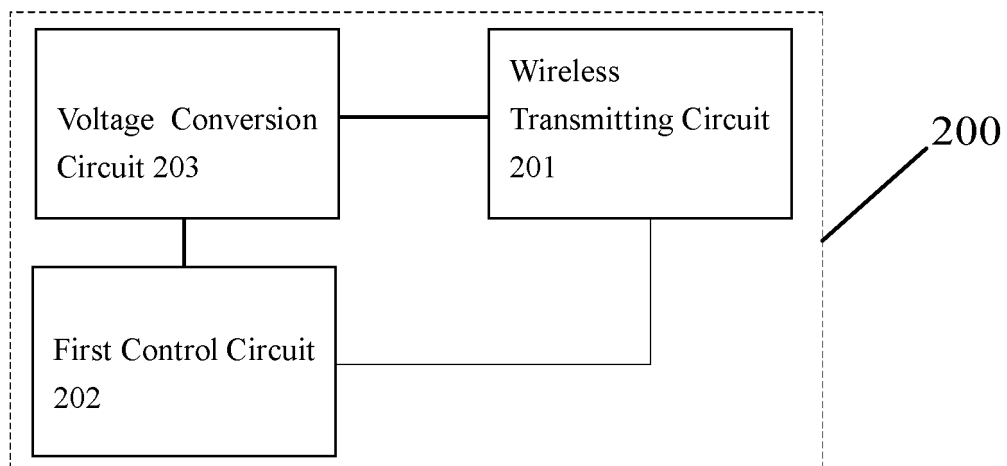 Voltage Conversion
Circuit 203
Wireless
Transmitting Circuit
201
200
First Control Circuit
202